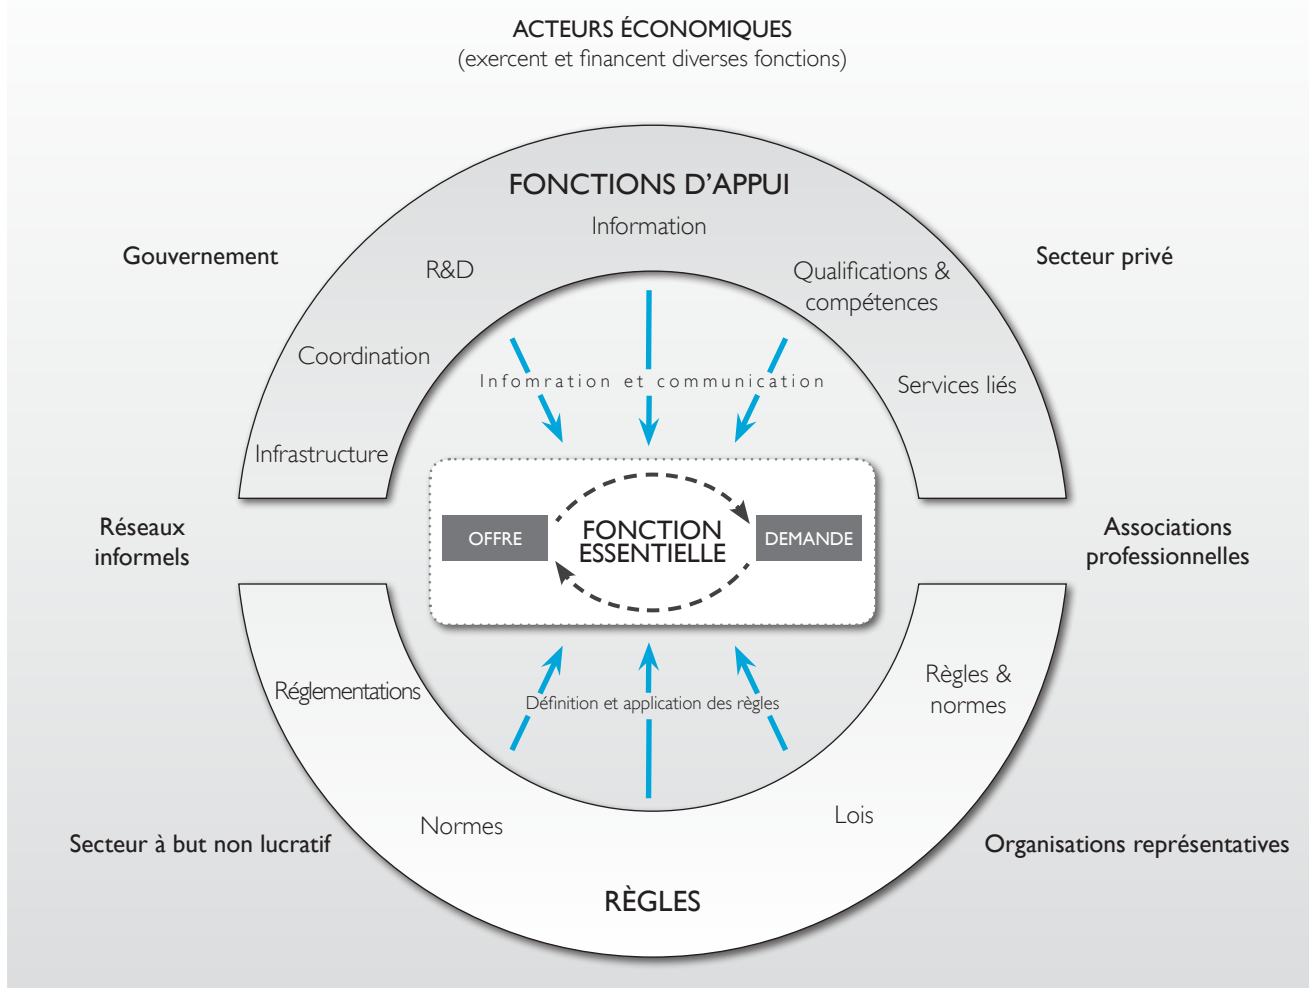 ACTEURS ÉCONOMIQUES
(exercent et financent diverses fonctions)
FONCTIONS D'APPUI
Information
Gouvernement
R&D
Qualifications &
compétences
Secteur privé
Coordination
Infomration et communication
Services liés
Infrastructure
Réseaux
informels
OFFRE
FONCTION
ESSENTIELLE
DEMANDE
Associations
professionnelles
Réglementations
Définition et application des règles
Règles &
normes
Normes
Lois
Secteur à but non lucratif
Organisations représentatives
RÈGLES